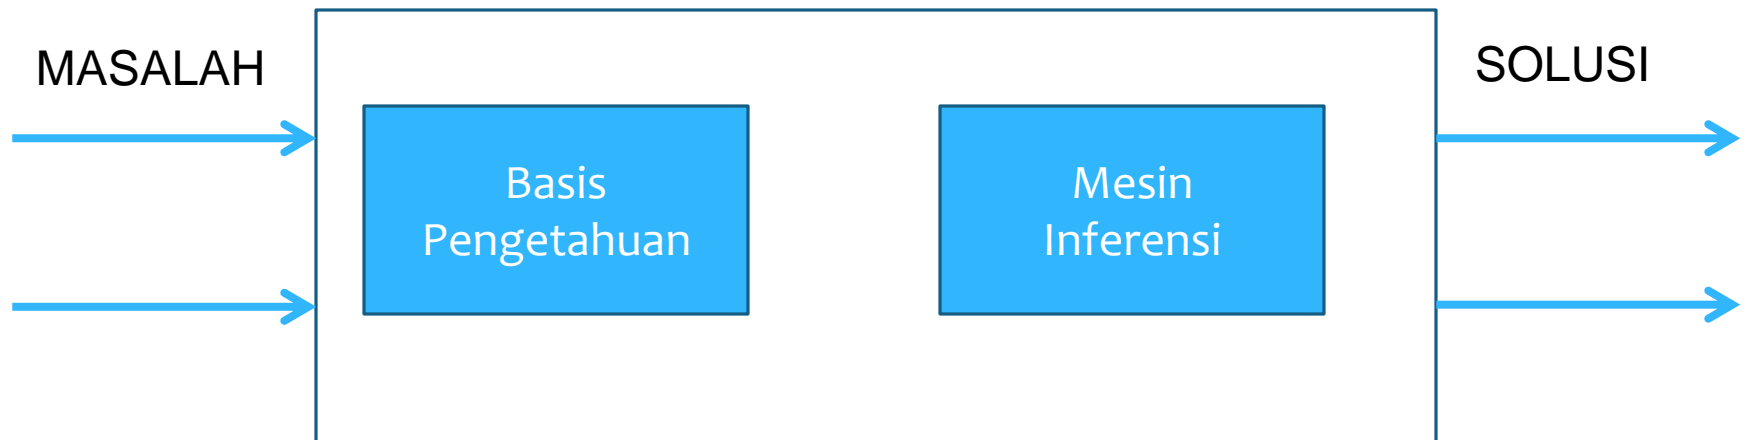 MASALAH
SOLUSI
Basis
Pengetahuan
Mesin
Inferensi